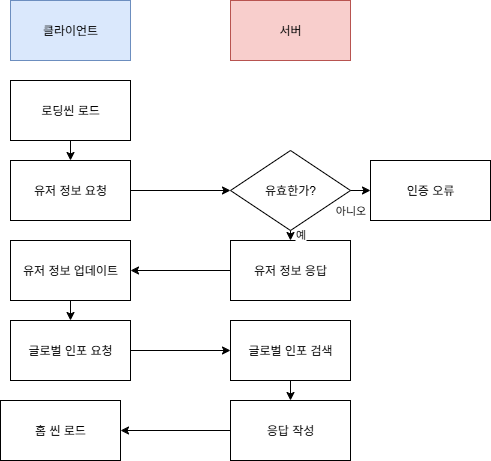 클라이언트
서버
로딩씬 로드
유저 정보 요청
유효한가?
인증 오류
아니오
예
유저 정보 업데이트
유저 정보 응답
글로벌 인포 요청
글로벌 인포 검색
홈 씬 로드
응답 작성